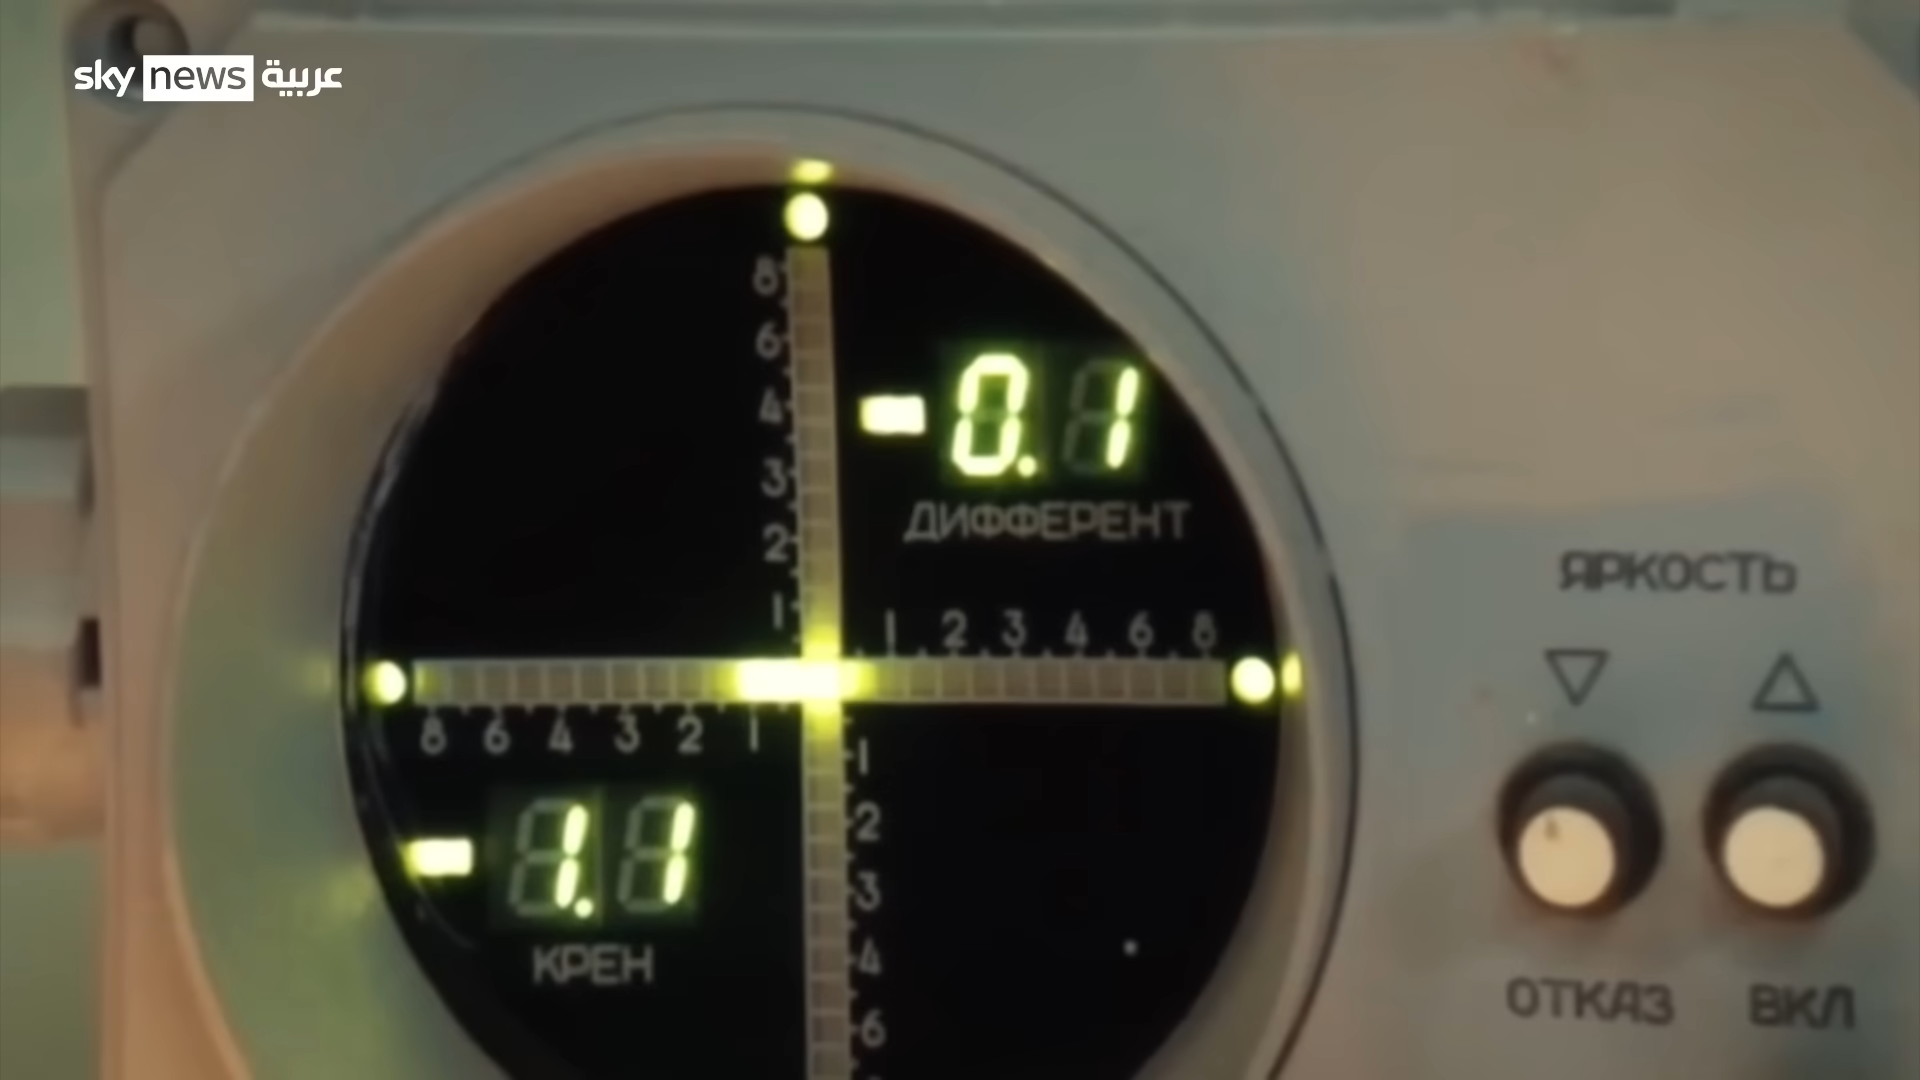 sky news عربية
8
6
4
3
2
1
-0.1
ДИФФЕРЕНТ
1 2 3 4 6 8
8 6 4 3 2 1
-1.1
КРЕН
1
2
3
4
6
ЯРКОСТЬ
ОТКАЗ ВКЛ